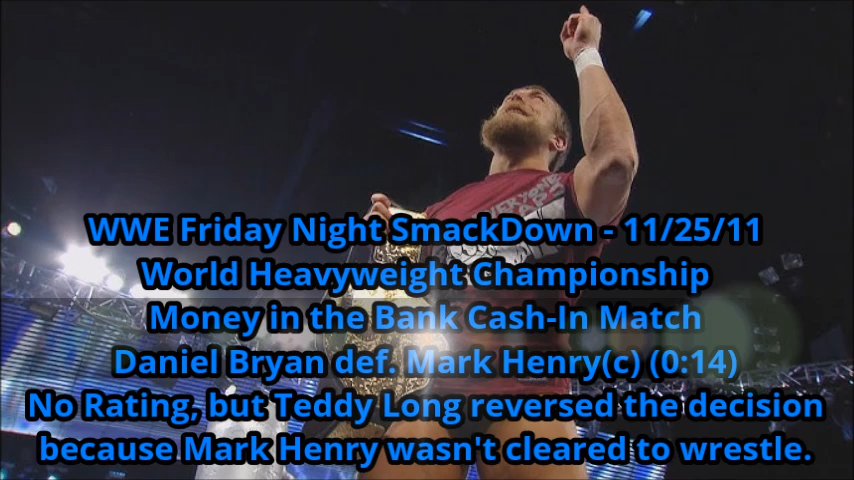 EVERYONE
WWE Friday Night SmackDown - 11/25/11
World Heavyweight Championship
Money in the Bank Cash-In Match
Daniel Bryan def. Mark Henry(c) (0:14)
No Rating, but Teddy Long reversed the decision
because Mark Henry wasn't cleared to wrestle.